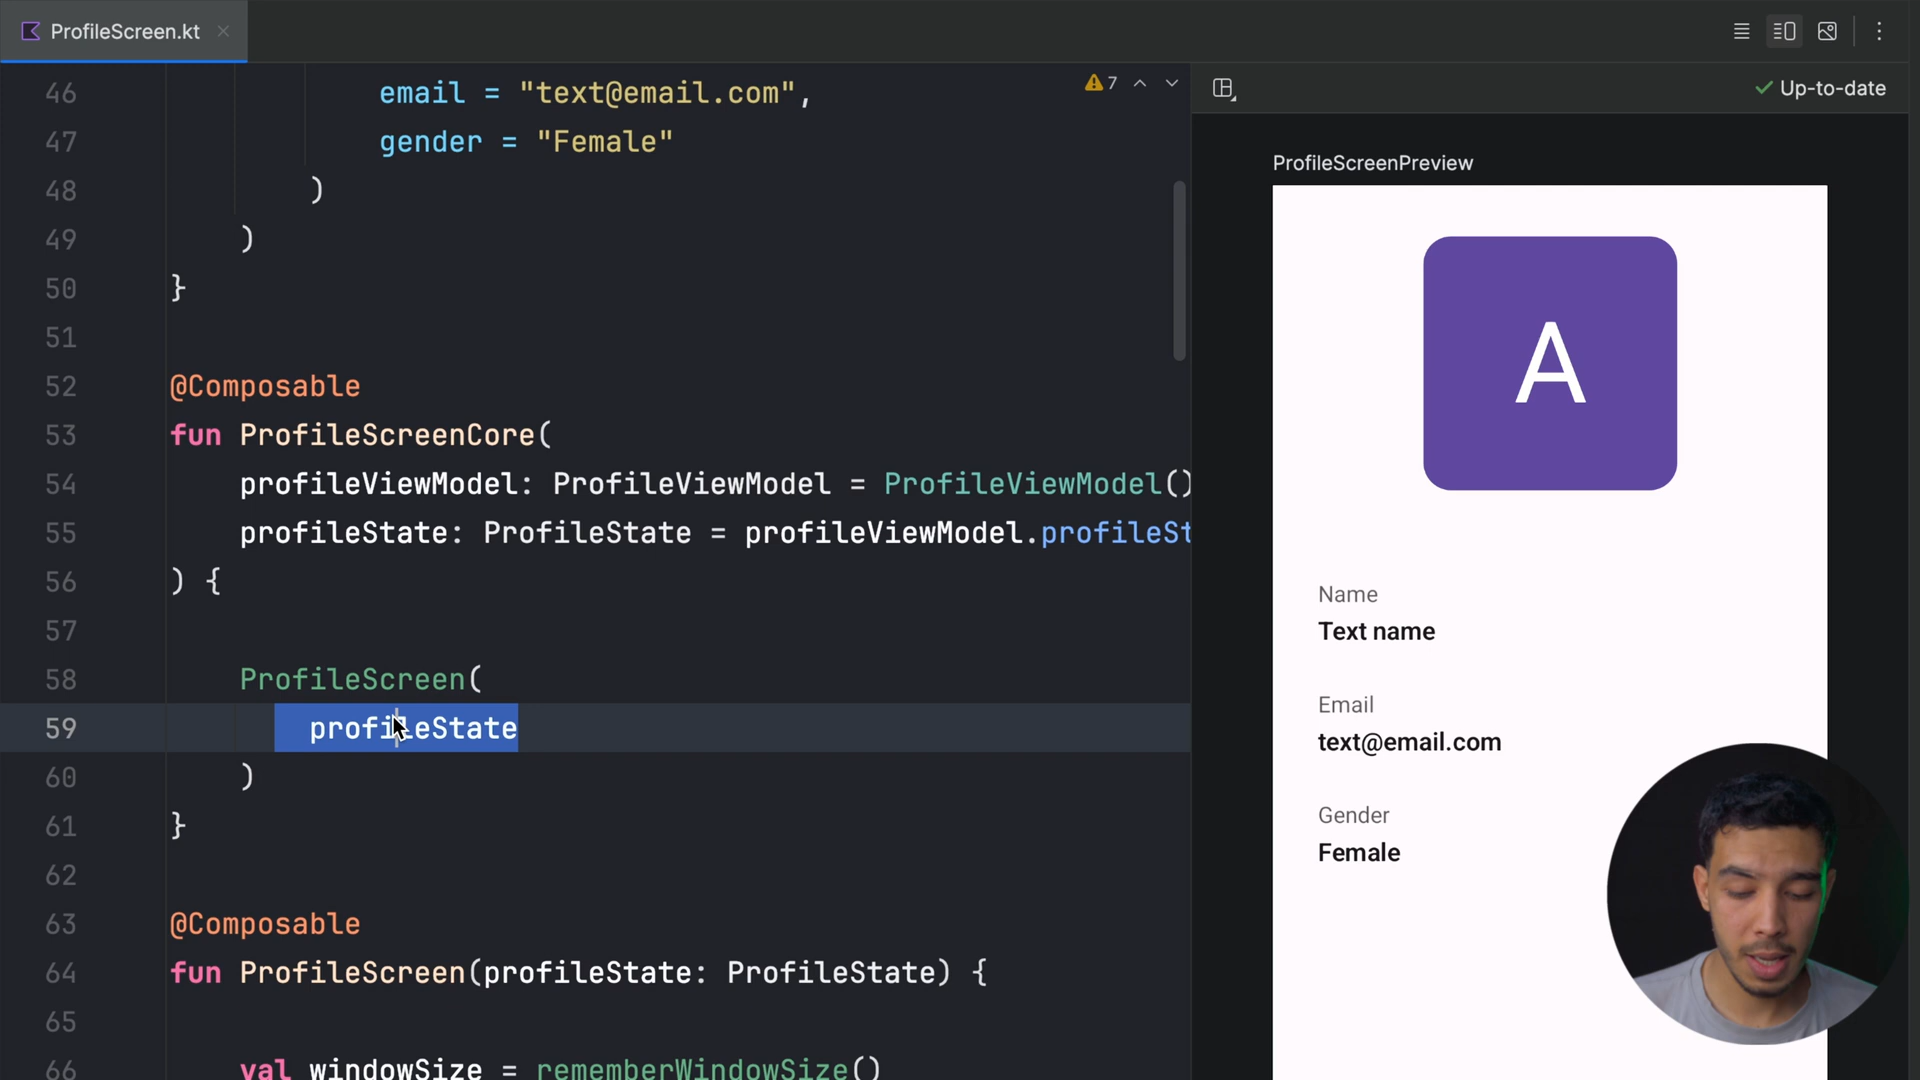 ProfileScreen.kt
46 email = "text@email.com",
47 gender = "Female"
48 )
49 )
50 }
51
52 @Composable
53 fun ProfileScreenCore(
54 profileViewModel: ProfileViewModel = ProfileViewModel()
55 profileState: ProfileState = profileViewModel.profileSt
56 ) {
57
58 ProfileScreen(
59 profileState
60 )
61 }
62
63 @Composable
64 fun ProfileScreen(profileState: ProfileState) {
65
66 val windowSize = rememberWindowSize()
7
Up-to-date
ProfileScreenPreview
A
Name
Text name
Email
text@email.com
Gender
Female